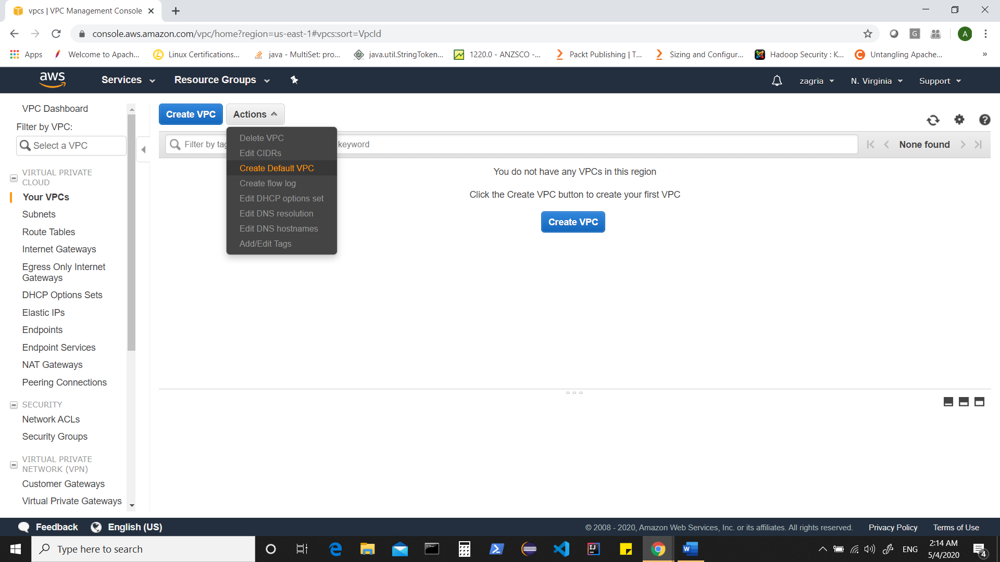 vpcs | VPC Management Console
console.aws.amazon.com/vpc/home?region=us-east-1#vpcs:sort=VpcId
G
A
Apps
Welcome to Apach...
Linux Certifications...
java - MultiSet: pro...
java.util.StringToken...
1220.0 - ANZSCO -...
Packt Publishing | T...
Sizing and Configur...
Hadoop Security : K...
Untangling Apache...
»
aws
Services
Resource Groups
zagria
N. Virginia
Support
VPC Dashboard
Filter by VPC:
Select a VPC
VIRTUAL PRIVATE
CLOUD
Your VPCs
Subnets
Route Tables
Internet Gateways
Egress Only Internet
Gateways
DHCP Options Sets
Elastic IPs
Endpoints
Endpoint Services
NAT Gateways
Peering Connections
SECURITY
Network ACLs
Security Groups
VIRTUAL PRIVATE
NETWORK (VPN)
Customer Gateways
Virtual Private Gateways
Create VPC
Actions
Delete VPC
Edit CIDRs
Create Default VPC
Create flow log
Edit DHCP options set
Edit DNS resolution
Edit DNS hostnames
Add/Edit Tags
Filter by tag
keyword
None found
You do not have any VPCs in this region
Click the Create VPC button to create your first VPC
Create VPC
Feedback
English (US)
© 2008 - 2020, Amazon Web Services, Inc. or its affiliates. All rights reserved.
Privacy Policy
Terms of Use
Type here to search
ENG
2:14 AM
5/4/2020
4